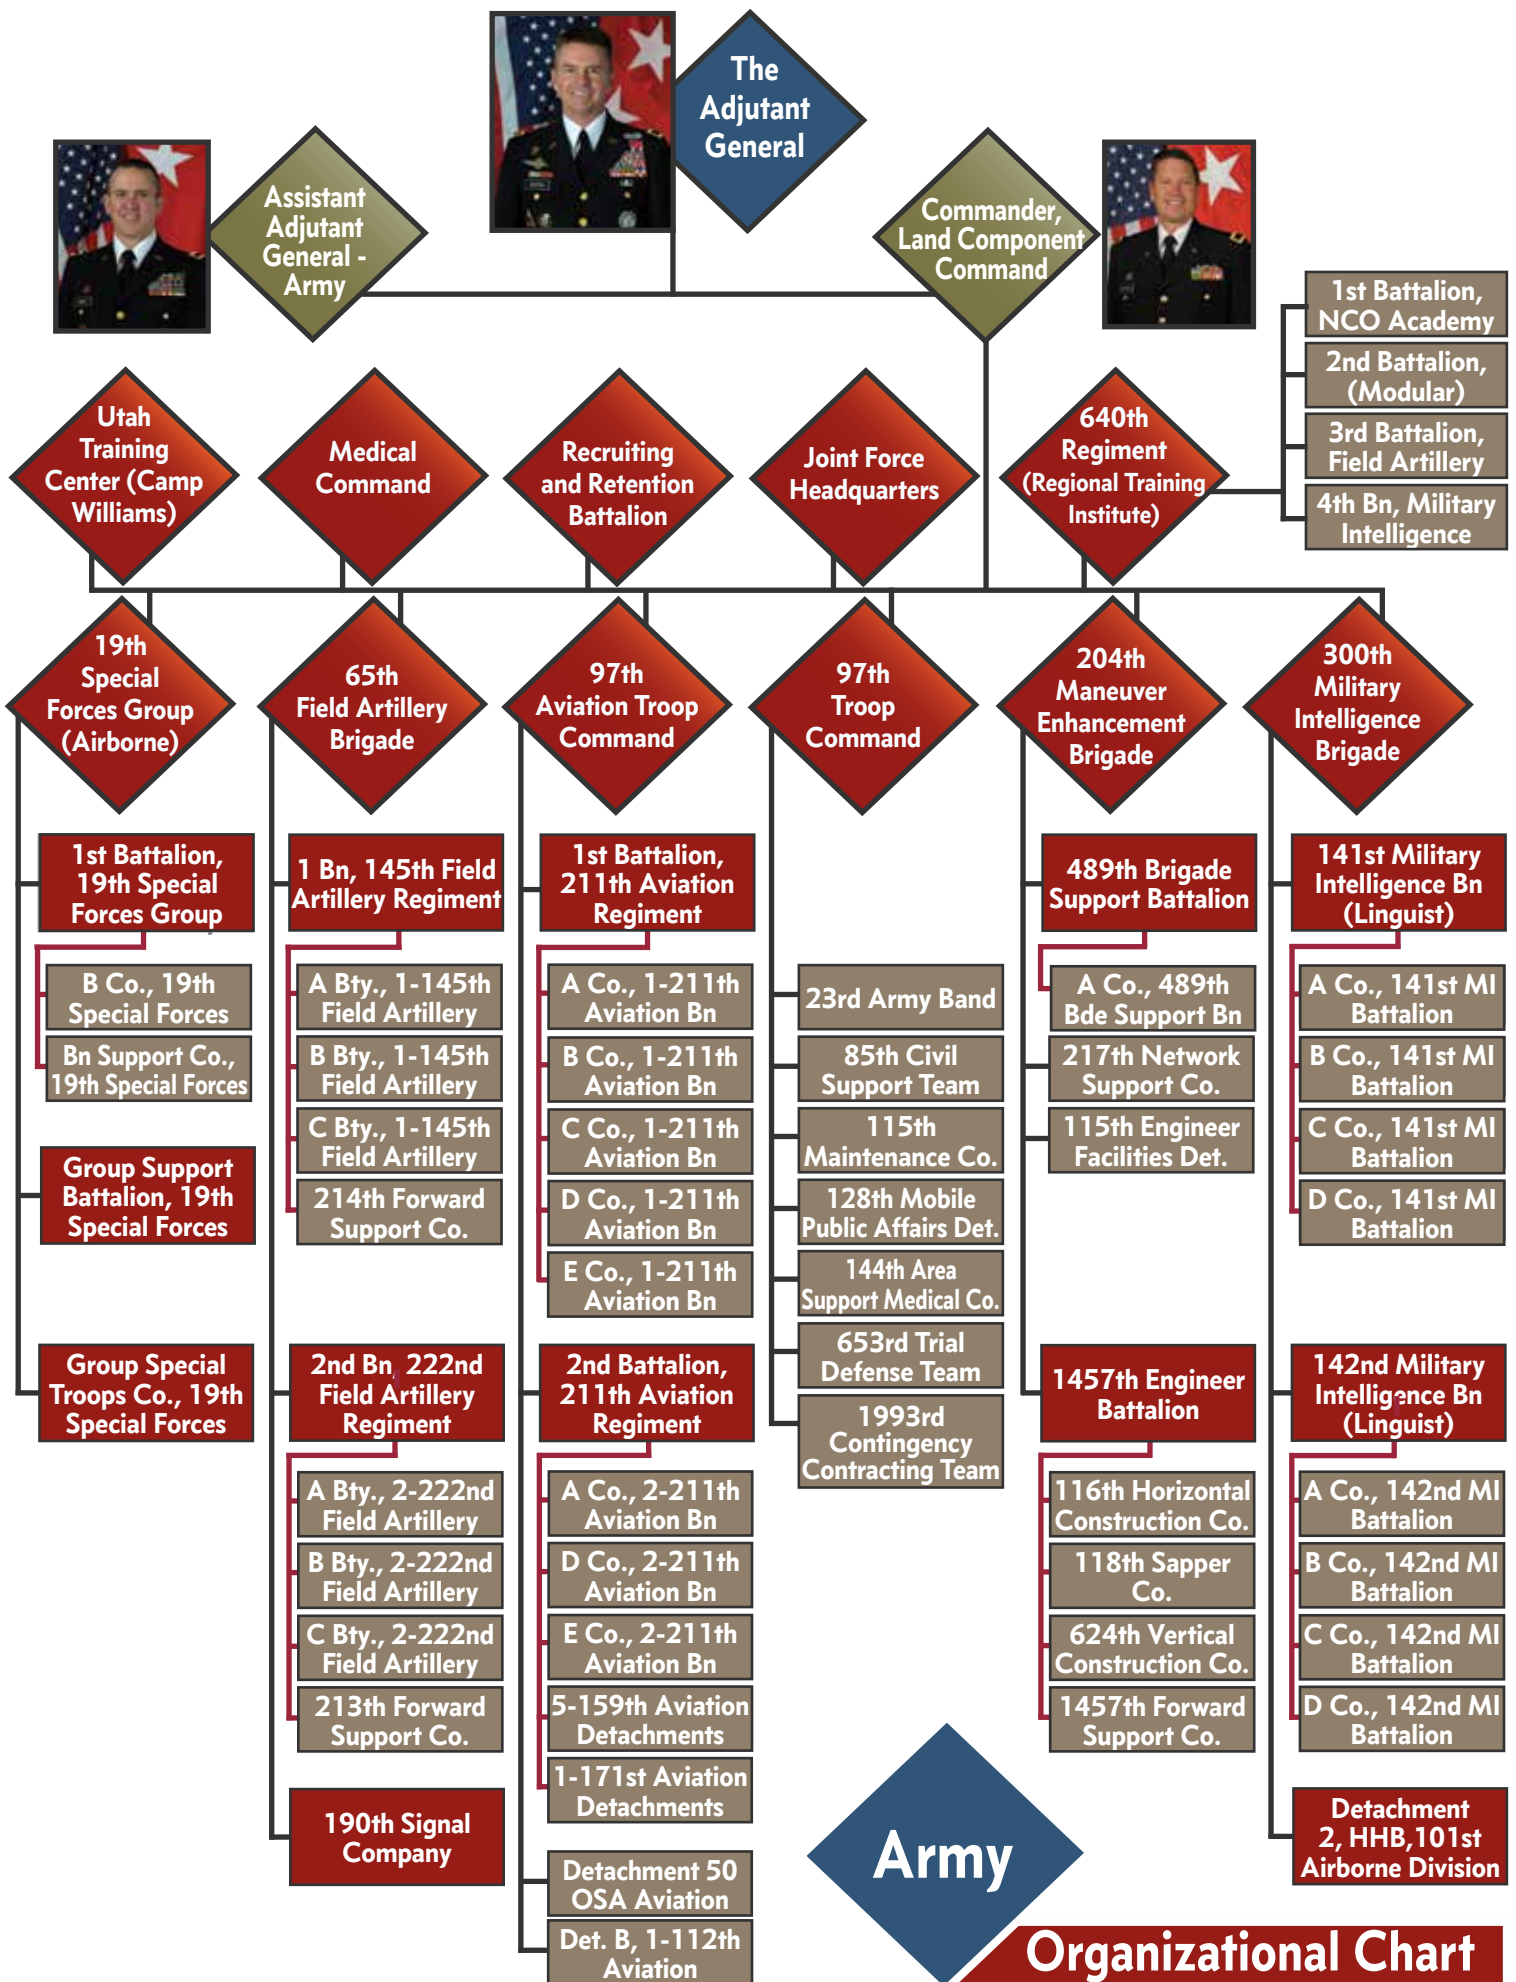 The
Adjutant
General
Assistant
Adjutant
General -
Army
Commander,
Land Component
Command
1st Battalion,
NCO Academy
2nd Battalion,
(Modular)
3rd Battalion,
Field Artillery
4th Bn, Military
Intelligence
Utah
Training
Center (Camp
Williams)
Medical
Command
Recruiting
and Retention
Battalion
Joint Force
Headquarters
640th
Regiment
(Regional Training
Institute)
19th
Special
Forces Group
(Airborne)
65th
Field Artillery
Brigade
97th
Aviation Troop
Command
97th
Troop
Command
204th
Maneuver
Enhancement
Brigade
300th
Military
Intelligence
Brigade
1st Battalion,
19th Special
Forces Group
B Co., 19th
Special Forces
Bn Support Co.,
19th Special Forces
Group Support
Battalion, 19th
Special Forces
Group Special
Troops Co., 19th
Special Forces
1 Bn, 145th Field
Artillery Regiment
A Bty., 1-145th
Field Artillery
B Bty., 1-145th
Field Artillery
C Bty., 1-145th
Field Artillery
214th Forward
Support Co.
2nd Bn, 222nd
Field Artillery
Regiment
A Bty., 2-222nd
Field Artillery
B Bty., 2-222nd
Field Artillery
C Bty., 2-222nd
Field Artillery
213th Forward
Support Co.
190th Signal
Company
1st Battalion,
211th Aviation
Regiment
A Co., 1-211th
Aviation Bn
B Co., 1-211th
Aviation Bn
C Co., 1-211th
Aviation Bn
D Co., 1-211th
Aviation Bn
E Co., 1-211th
Aviation Bn
2nd Battalion,
211th Aviation
Regiment
A Co., 2-211th
Aviation Bn
D Co., 2-211th
Aviation Bn
E Co., 2-211th
Aviation Bn
5-159th Aviation
Detachments
1-171st Aviation
Detachments
Detachment 50
OSA Aviation
Det. B, 1-112th
Aviation
23rd Army Band
85th Civil
Support Team
115th
Maintenance Co.
128th Mobile
Public Affairs Det.
144th Area
Support Medical Co.
653rd Trial
Defense Team
1993rd
Contingency
Contracting Team
489th Brigade
Support Battalion
A Co., 489th
Bde Support Bn
217th Network
Support Co.
115th Engineer
Facilities Det.
1457th Engineer
Battalion
116th Horizontal
Construction Co.
118th Sapper
Co.
624th Vertical
Construction Co.
1457th Forward
Support Co.
141st Military
Intelligence Bn
(Linguist)
A Co., 141st MI
Battalion
B Co., 141st MI
Battalion
C Co., 141st MI
Battalion
D Co., 141st MI
Battalion
142nd Military
Intelligence Bn
(Linguist)
A Co., 142nd MI
Battalion
B Co., 142nd MI
Battalion
C Co., 142nd MI
Battalion
D Co., 142nd MI
Battalion
Detachment
2, HHB,101st
Airborne Division
Army
Organizational Chart